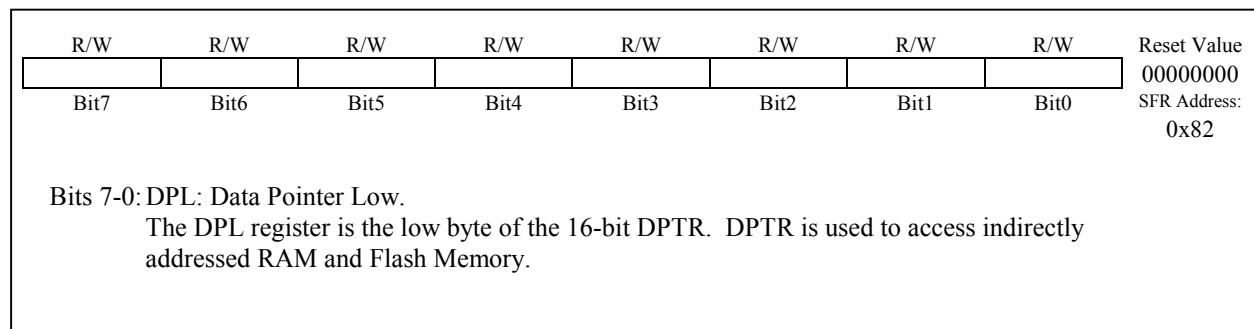 R/W R/W R/W R/W R/W R/W R/W R/W Reset Value
00000000
Bit7 Bit6 Bit5 Bit4 Bit3 Bit2 Bit1 Bit0 SFR Address:
0x82
Bits 7-0: DPL: Data Pointer Low.
The DPL register is the low byte of the 16-bit DPTR. DPTR is used to access indirectly
addressed RAM and Flash Memory.